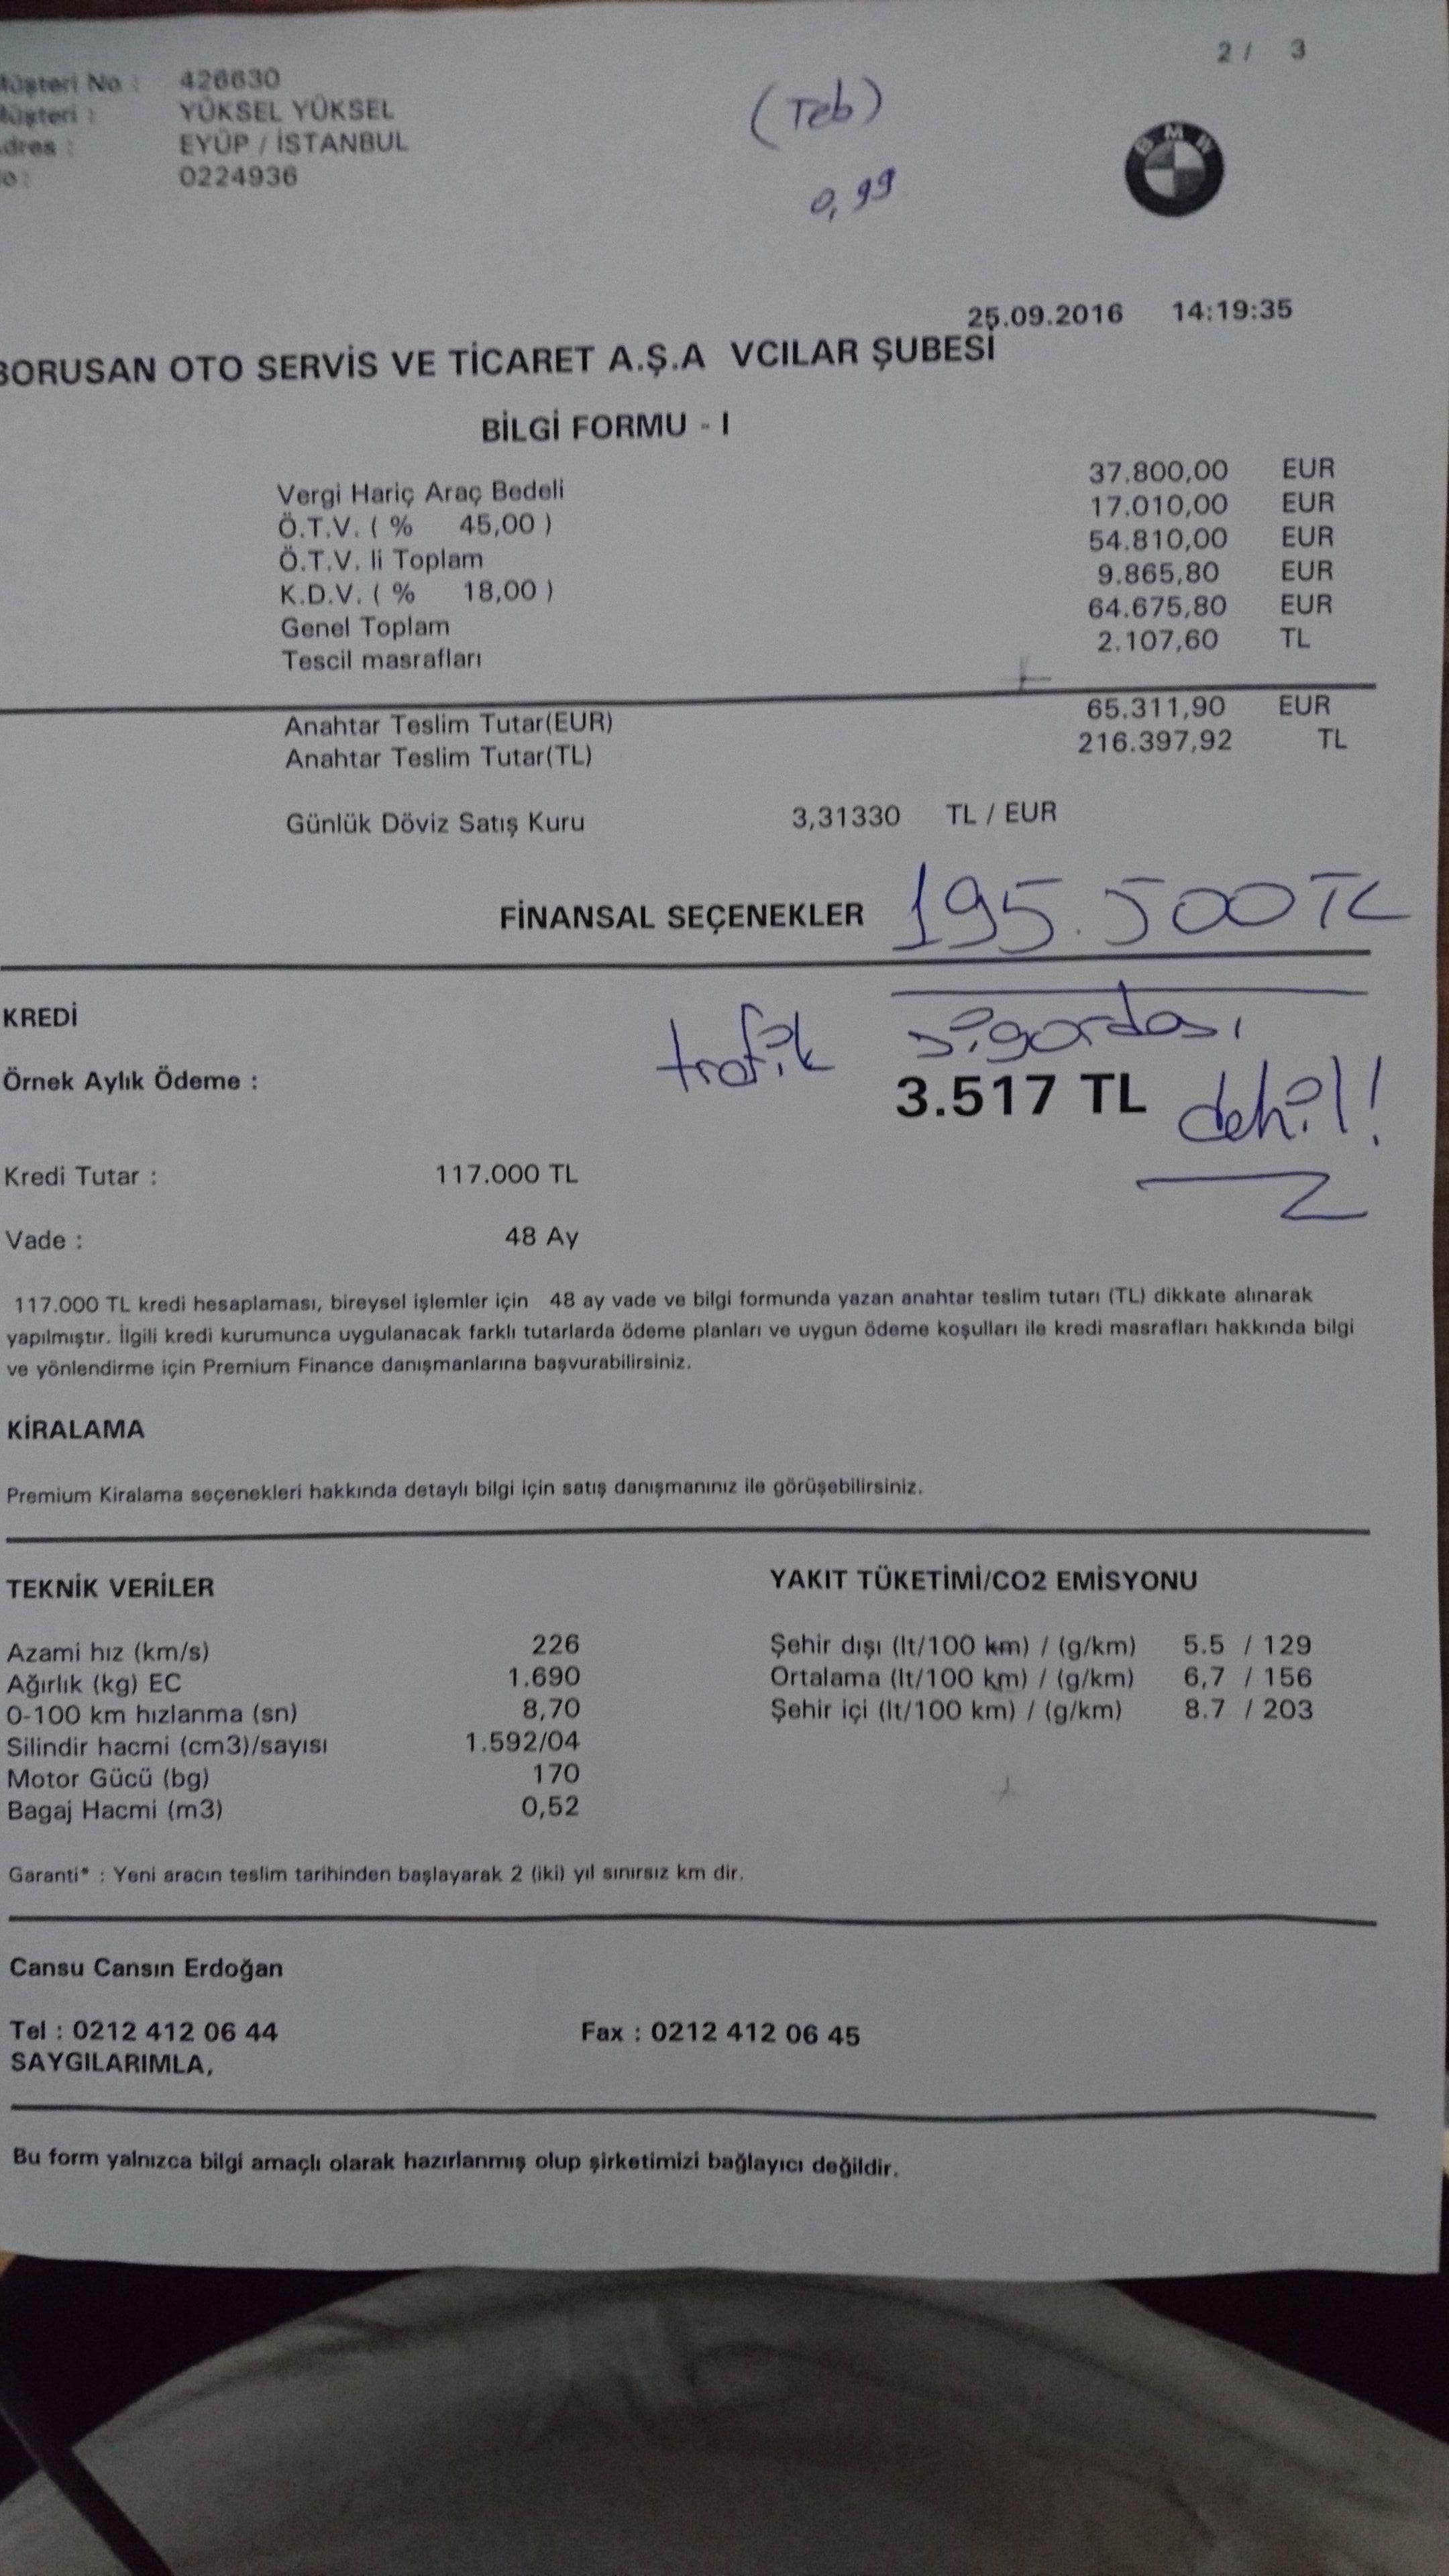 2 / 3
Müşteri No : 426630
Müşteri : YÜKSEL YÜKSEL
Adres : EYÜP / İSTANBUL
0224936
(Teb)
0,99
BMW
25.09.2016 14:19:35
BORUSAN OTO SERVİS VE TİCARET A.Ş.A VCILAR ŞUBESİ
BİLGİ FORMU - I
Vergi Hariç Araç Bedeli 37.800,00 EUR
Ö.T.V. ( % 45,00 ) 17.010,00 EUR
Ö.T.V. li Toplam 54.810,00 EUR
K.D.V. ( % 18,00 ) 9.865,80 EUR
Genel Toplam 64.675,80 EUR
Tescil masrafları 2.107,60 TL
Anahtar Teslim Tutar(EUR) 65.311,90 EUR
Anahtar Teslim Tutar(TL) 216.397,92 TL
Günlük Döviz Satış Kuru 3,31330 TL / EUR
FİNANSAL SEÇENEKLER 195.500 TL
KREDİ
trafik sigortası
Örnek Aylık Ödeme : 3.517 TL dehil!
Kredi Tutar : 117.000 TL
Vade : 48 Ay
117.000 TL kredi hesaplaması, bireysel işlemler için 48 ay vade ve bilgi formunda yazan anahtar teslim tutarı (TL) dikkate alınarak
yapılmıştır. İlgili kredi kurumunca uygulanacak farklı tutarlarda ödeme planları ve uygun ödeme koşulları ile kredi masrafları hakkında bilgi
ve yönlendirme için Premium Finance danışmanlarına başvurabilirsiniz.
KİRALAMA
Premium Kiralama seçenekleri hakkında detaylı bilgi için satış danışmanınız ile görüşebilirsiniz.
TEKNİK VERİLER YAKIT TÜKETİMİ/CO2 EMİSYONU
Azami hız (km/s) 226 Şehir dışı (lt/100 km) / (g/km) 5.5 / 129
Ağırlık (kg) EC 1.690 Ortalama (lt/100 km) / (g/km) 6,7 / 156
0-100 km hızlanma (sn) 8,70 Şehir içi (lt/100 km) / (g/km) 8.7 / 203
Silindir hacmi (cm3)/sayısı 1.592/04
Motor Gücü (bg) 170
Bagaj Hacmi (m3) 0,52
Garanti* : Yeni aracın teslim tarihinden başlayarak 2 (iki) yıl sınırsız km dir.
Cansu Cansın Erdoğan
Tel : 0212 412 06 44 Fax : 0212 412 06 45
SAYGILARIMLA,
Bu form yalnızca bilgi amaçlı olarak hazırlanmış olup şirketimizi bağlayıcı değildir.